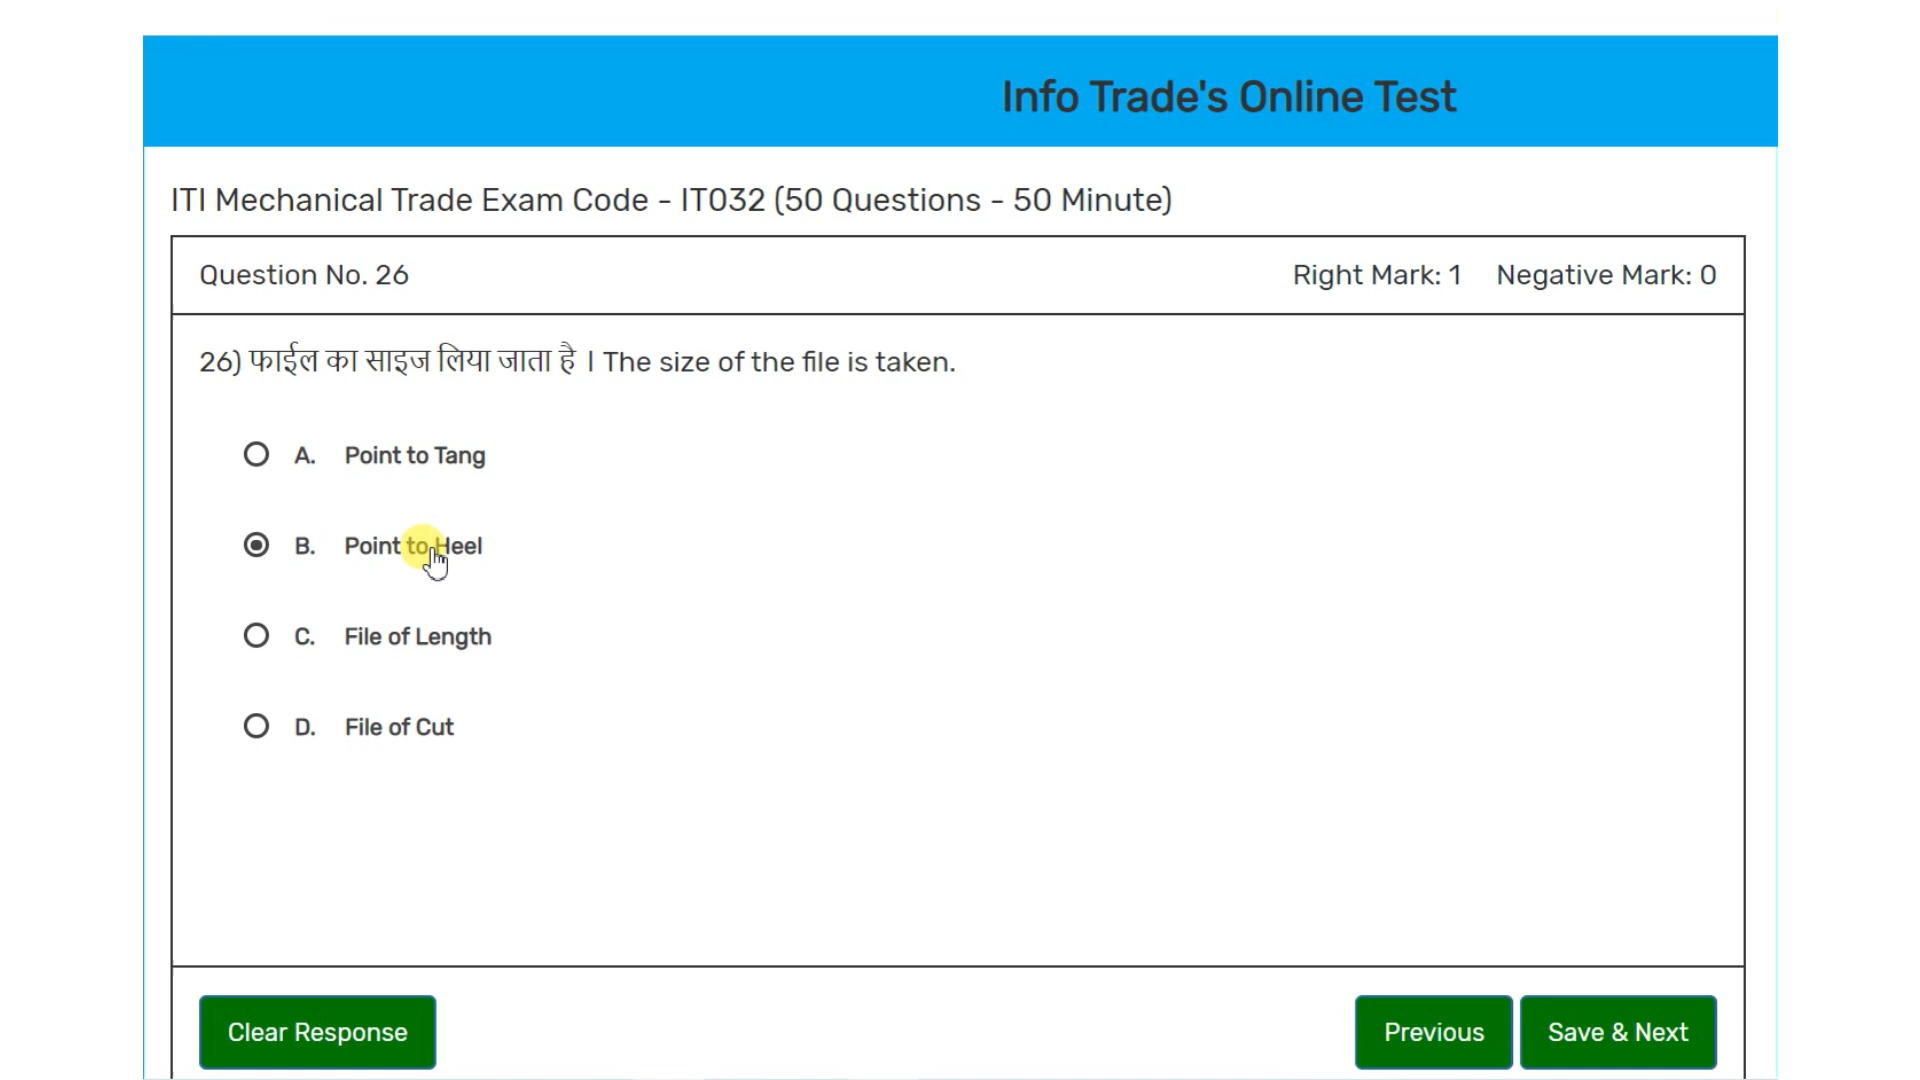 Info Trade's Online Test
ITI Mechanical Trade Exam Code - IT032 (50 Questions - 50 Minute)
Question No. 26 Right Mark: 1 Negative Mark: 0
26) फाईल का साइज लिया जाता है । The size of the file is taken.
A. Point to Tang
B. Point to Heel
C. File of Length
D. File of Cut
Clear Response Previous Save & Next